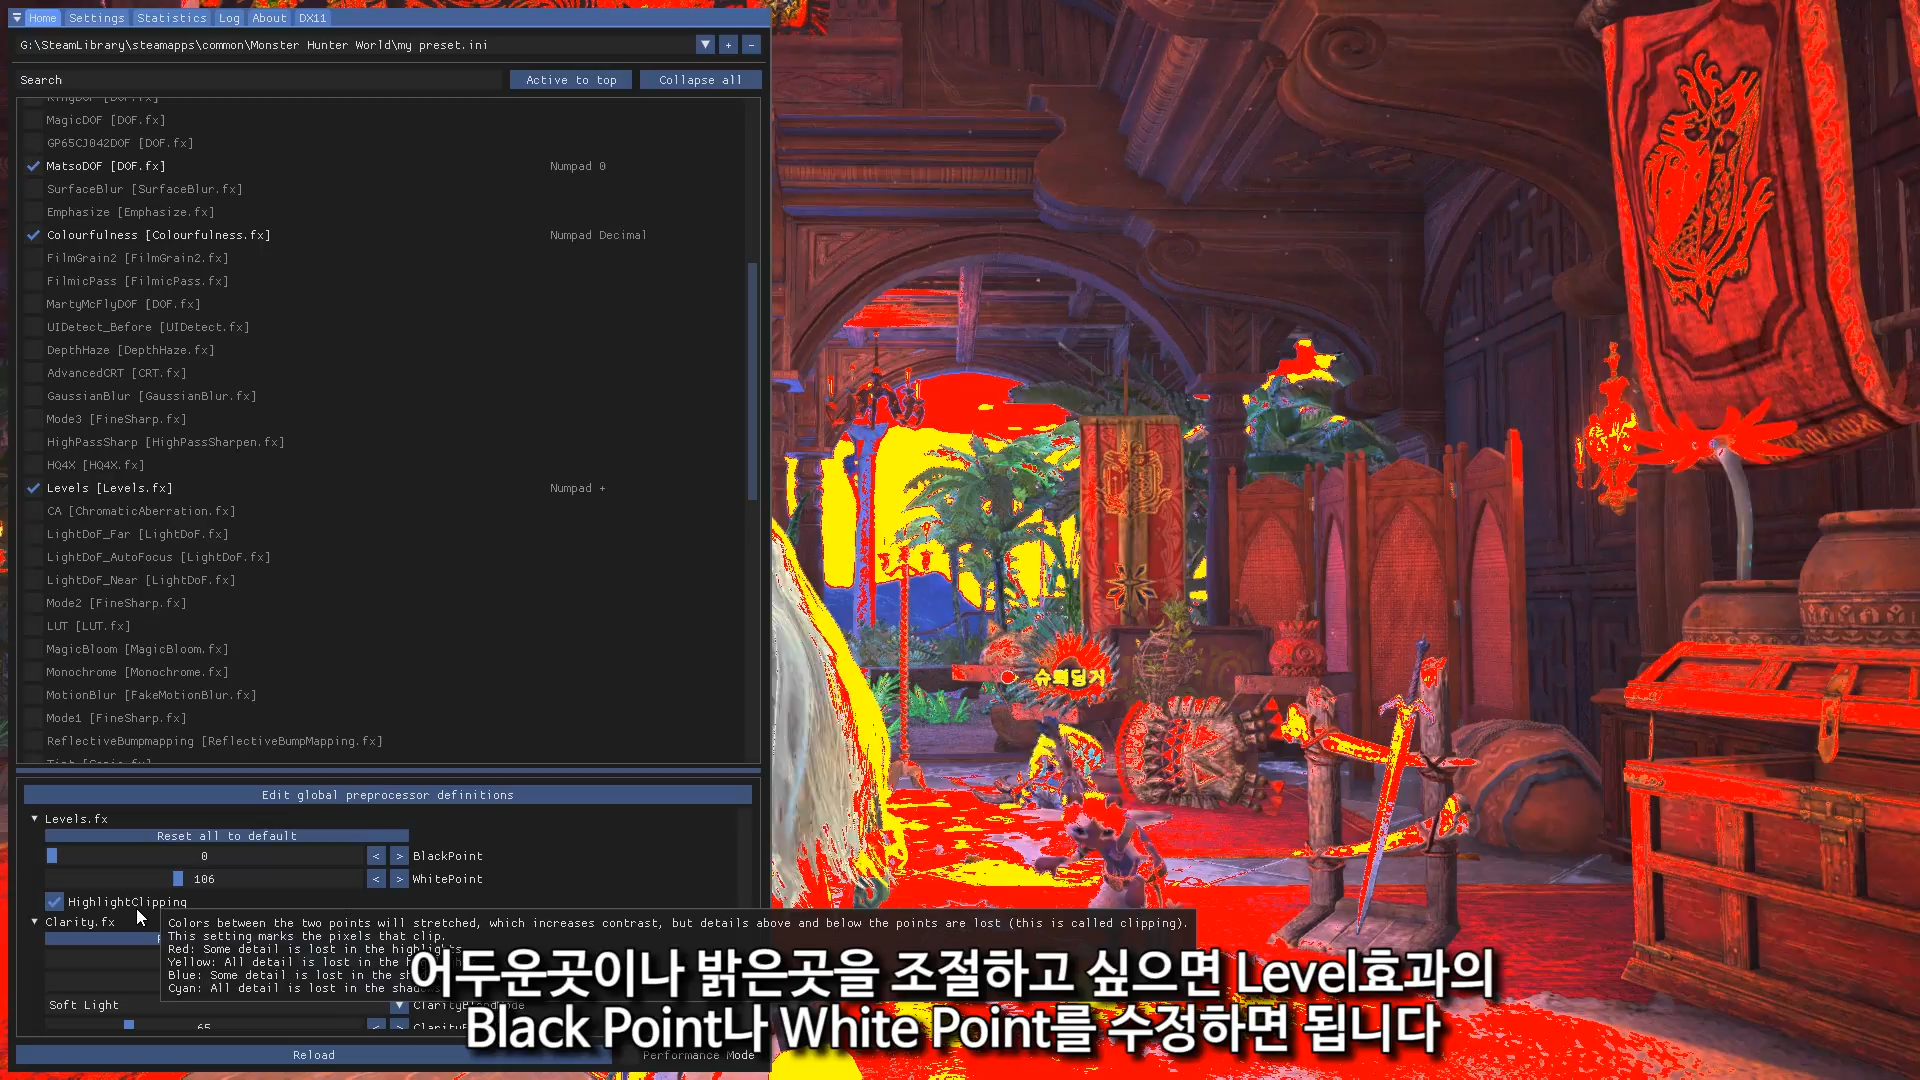 Home Settings Statistics Log About DX11
G:\SteamLibrary\steamapps\common\Monster Hunter World\my preset.ini
Search Active to top Collapse all
RingDOF [DOF.fx]
MagicDOF [DOF.fx]
GP65CJ042DOF [DOF.fx]
MatsoDOF [DOF.fx] Numpad 0
SurfaceBlur [SurfaceBlur.fx]
Emphasize [Emphasize.fx]
Colourfulness [Colourfulness.fx] Numpad Decimal
FilmGrain2 [FilmGrain2.fx]
FilmicPass [FilmicPass.fx]
MartyMcFlyDOF [DOF.fx]
UIDetect_Before [UIDetect.fx]
DepthHaze [DepthHaze.fx]
AdvancedCRT [CRT.fx]
GaussianBlur [GaussianBlur.fx]
Mode3 [FineSharp.fx]
HighPassSharp [HighPassSharpen.fx]
HQ4X [HQ4X.fx]
Levels [Levels.fx] Numpad +
CA [ChromaticAberration.fx]
LightDoF_Far [LightDoF.fx]
LightDoF_AutoFocus [LightDoF.fx]
LightDoF_Near [LightDoF.fx]
Mode2 [FineSharp.fx]
LUT [LUT.fx]
MagicBloom [MagicBloom.fx]
Monochrome [Monochrome.fx]
MotionBlur [FakeMotionBlur.fx]
Mode1 [FineSharp.fx]
ReflectiveBumpmapping [ReflectiveBumpMapping.fx]
슈뢰딩거
Edit global preprocessor definitions
Levels.fx
Reset all to default
0 < > BlackPoint
106 < > WhitePoint
HighlightClipping
Clarity.fx
Colors between the two points will stretched, which increases contrast, but details above and below the points are lost (this is called clipping).
This setting marks the pixels that clip.
Red: Some detail is lost in the highlights
Yellow: All detail is lost in the h
Blue: Some detail is lost in the sha
Cyan: All detail is lost in the shado
Soft Light
65 < >
어두운곳이나 밝은곳을 조절하고 싶으면 Level효과의
Black Point나 White Point를 수정하면 됩니다
Reload Performance Mode